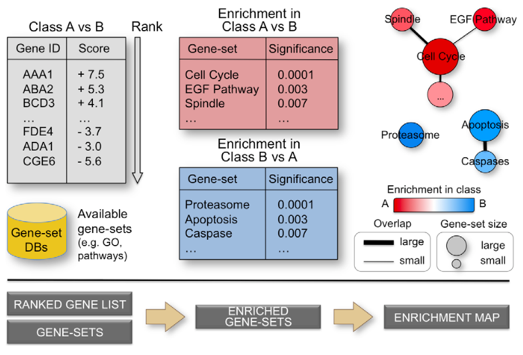 Class A vs B
Rank
Gene ID Score
AAA1 + 7.5
ABA2 + 5.3
BCD3 + 4.1
... ...
FDE4 - 3.7
ADA1 - 3.0
CGE6 - 5.6
Gene-set
DBs
Available
gene-sets
(e.g. GO,
pathways)
Enrichment in
Class A vs B
Gene-set Significance
Cell Cycle 0.0001
EGF Pathway 0.003
Spindle 0.007
... ...
Enrichment in
Class B vs A
Gene-set Significance
Proteasome 0.0001
Apoptosis 0.003
Caspase 0.007
... ...
Spindle
EGF Pathway
Cell Cycle
...
Proteasome
Apoptosis
Caspases
Enrichment in class
A B
Overlap
large
small
Gene-set size
large
small
RANKED GENE LIST
GENE-SETS
ENRICHED
GENE-SETS
ENRICHMENT MAP